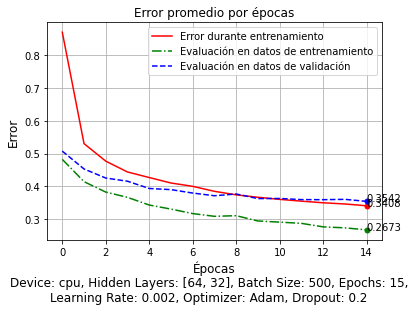 Error promedio por épocas
Error durante entrenamiento
Evaluación en datos de entrenamiento
Evaluación en datos de validación
Error
0.8
0.7
0.6
0.5
0.4
0.3
0.3542
0.3408
0.2673
0 2 4 6 8 10 12 14
Épocas
Device: cpu, Hidden Layers: [64, 32], Batch Size: 500, Epochs: 15,
Learning Rate: 0.002, Optimizer: Adam, Dropout: 0.2